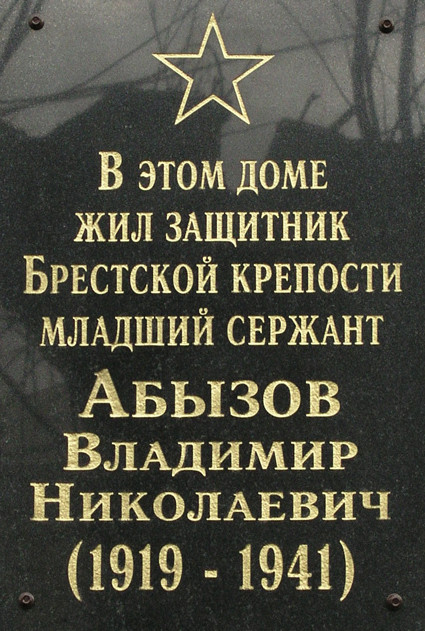 В этом доме
жил защитник
Брестской крепости
младший сержант
Абызов
Владимир
Николаевич
(1919 - 1941)